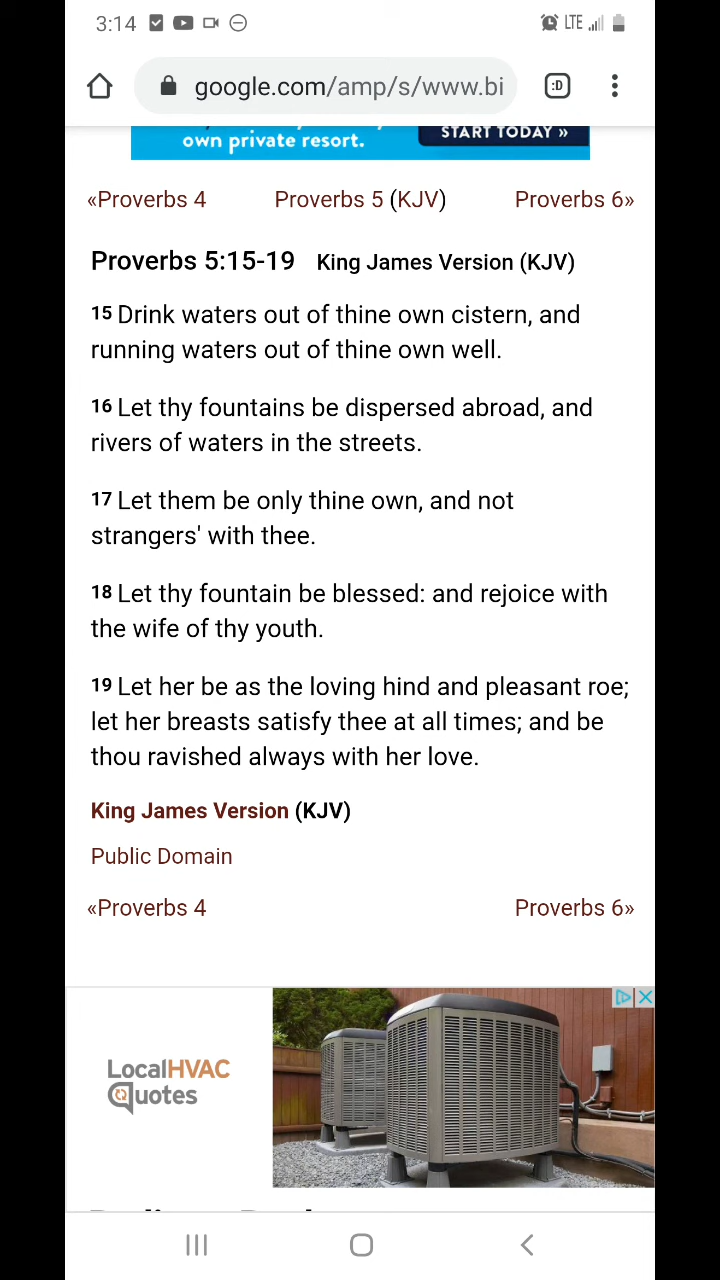 3:14 LTE
google.com/amp/s/www.bi :D
own private resort. START TODAY »
«Proverbs 4 Proverbs 5 (KJV) Proverbs 6»
Proverbs 5:15-19 King James Version (KJV)
15 Drink waters out of thine own cistern, and
running waters out of thine own well.
16 Let thy fountains be dispersed abroad, and
rivers of waters in the streets.
17 Let them be only thine own, and not
strangers' with thee.
18 Let thy fountain be blessed: and rejoice with
the wife of thy youth.
19 Let her be as the loving hind and pleasant roe;
let her breasts satisfy thee at all times; and be
thou ravished always with her love.
King James Version (KJV)
Public Domain
«Proverbs 4 Proverbs 6»
LocalHVAC
Quotes